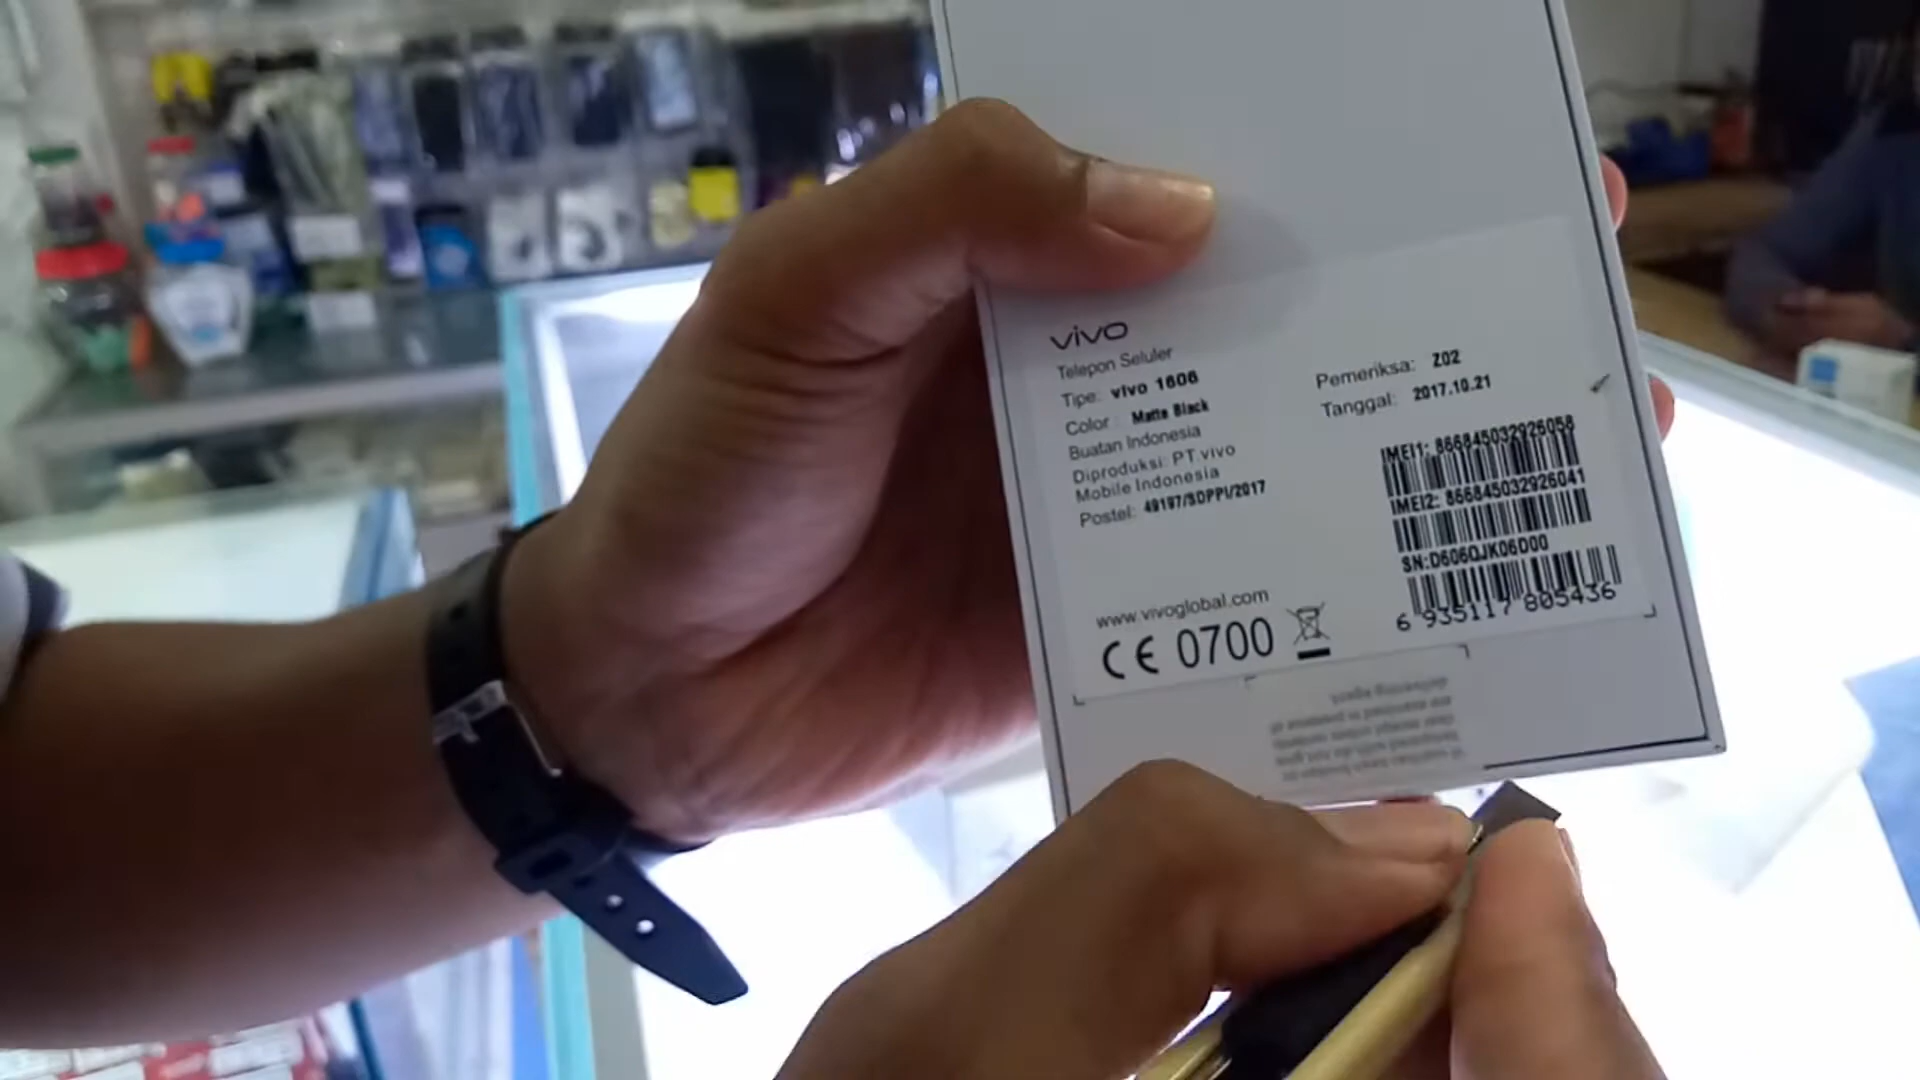 vivo
Telepon Seluler
Tipe: vivo 1606
Color : Matte Black
Buatan Indonesia
Diproduksi: PT.vivo
Mobile Indonesia
Postel: 49197/SDPPI/2017
Pemeriksa: Z02
Tanggal: 2017.10.21
IMEI1: 866845032926058
IMEI2: 866845032926041
SN:D606QJK06D00
6 935117 805436
www.vivoglobal.com
CE 0700